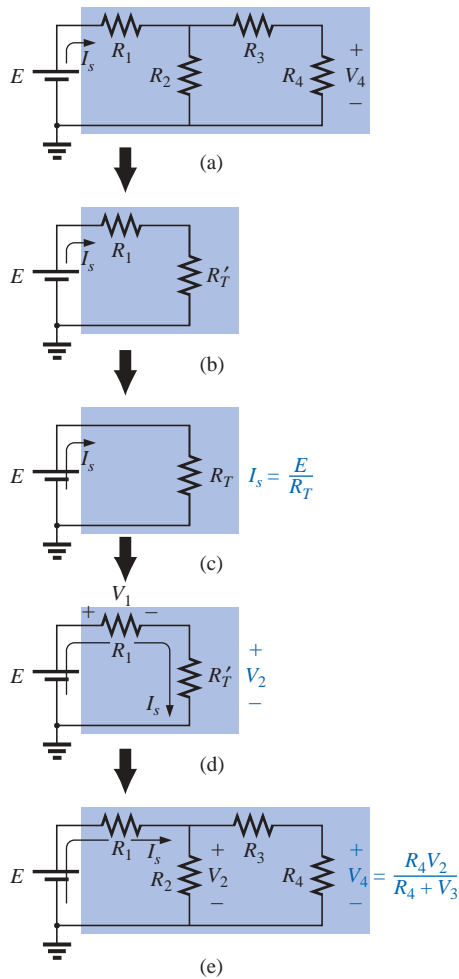 E
I_s
R_1
R_2
R_3
R_4
+
V_4
−
(a)
E
I_s
R_1
R′_T
(b)
E
I_s
R_T
I_s = E/R_T
(c)
V_1
+ −
E
R_1
I_s
R′_T
+
V_2
−
(d)
E
R_1
I_s
R_2
+
V_2
−
R_3
R_4
+
V_4 = R_4V_2/(R_4 + V_3)
−
(e)